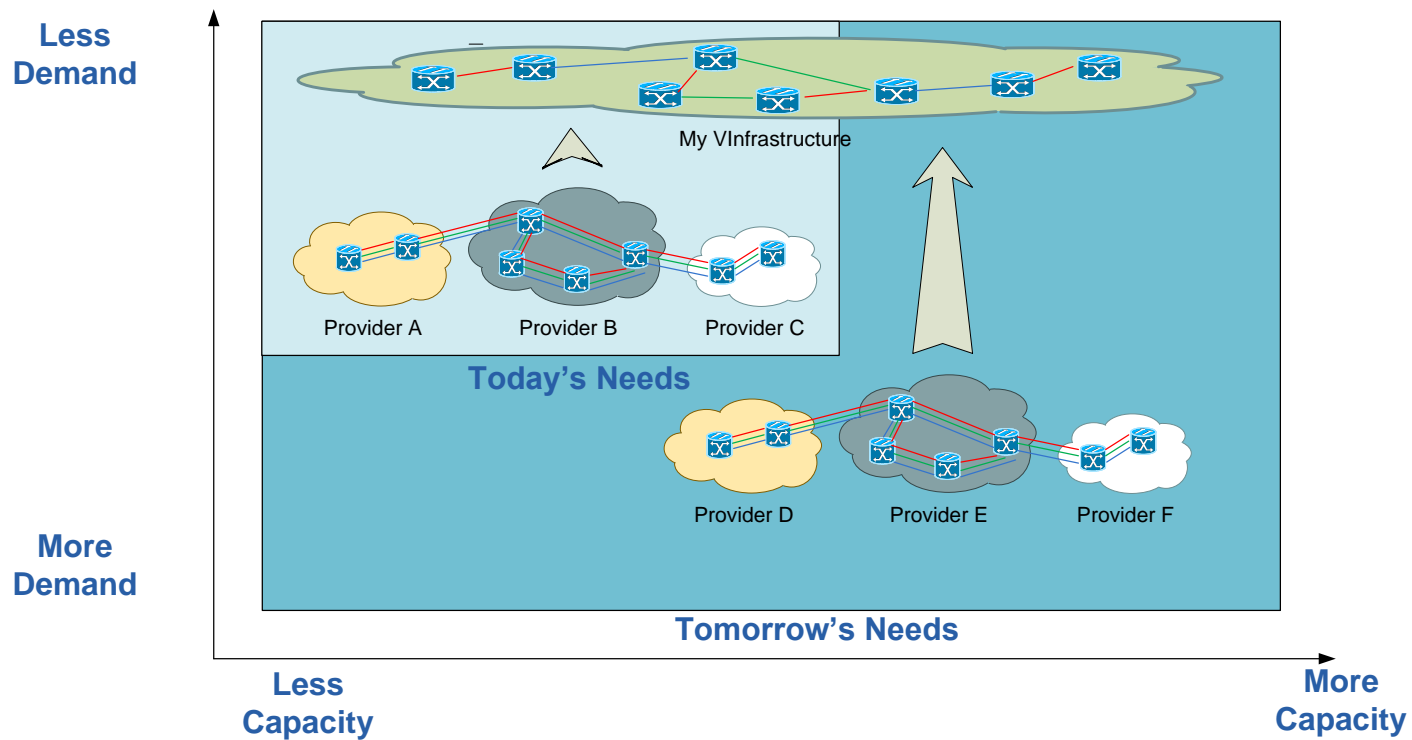 Less
Demand
My VInfrastructure
Provider A
Provider B
Provider C
Today’s Needs
Provider D
Provider E
Provider F
More
Demand
Tomorrow’s Needs
Less
Capacity
More
Capacity